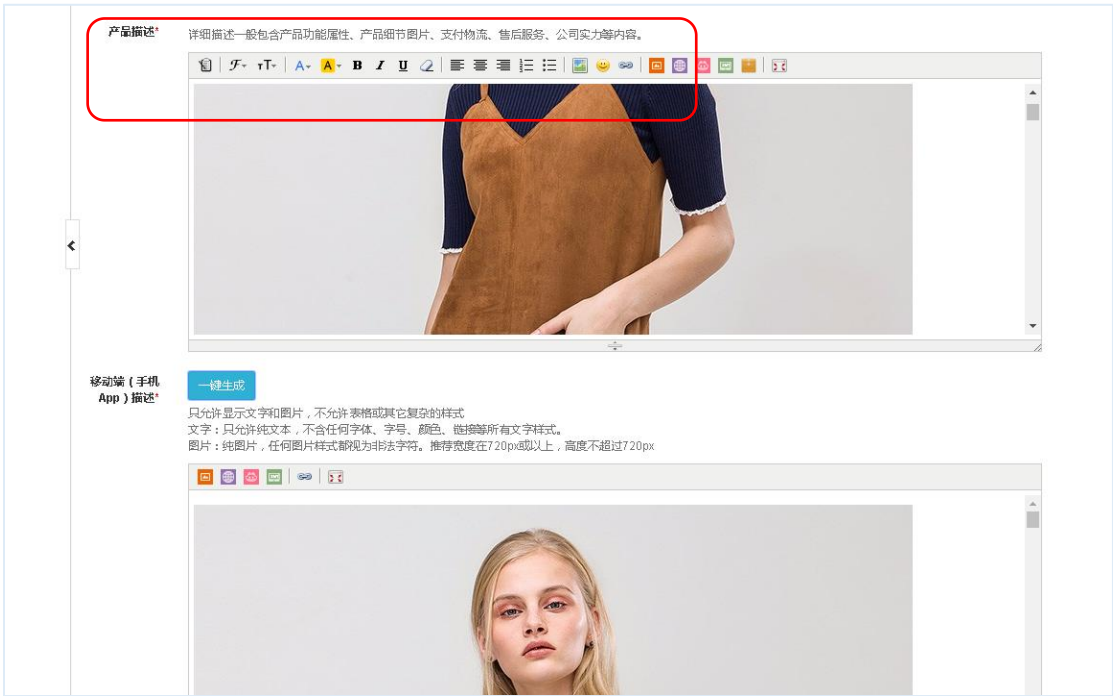 产品描述*
详细描述一般包含产品功能属性、产品细节图片、支付物流、售后服务、公司实力等内容。
移动端（手机
App）描述*
一键生成
只允许显示文字和图片，不允许表格或其它复杂的样式
文字：只允许纯文本，不含任何字体、字号、颜色、链接等所有文字样式。
图片：纯图片，任何图片样式都视为非法字符。推荐宽度在720px或以上，高度不超过720px